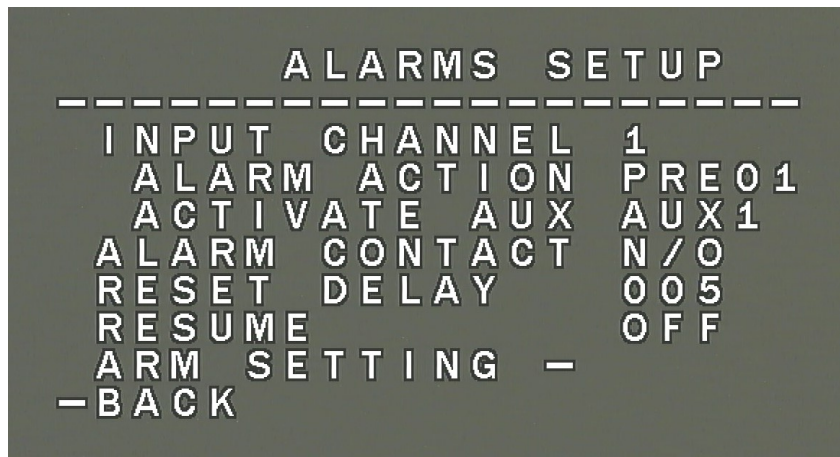 ALARMS SETUP
--------------------
INPUT CHANNEL 1
ALARM ACTION PRE01
ACTIVATE AUX AUX1
ALARM CONTACT N/O
RESET DELAY 005
RESUME OFF
ARM SETTING -
-BACK